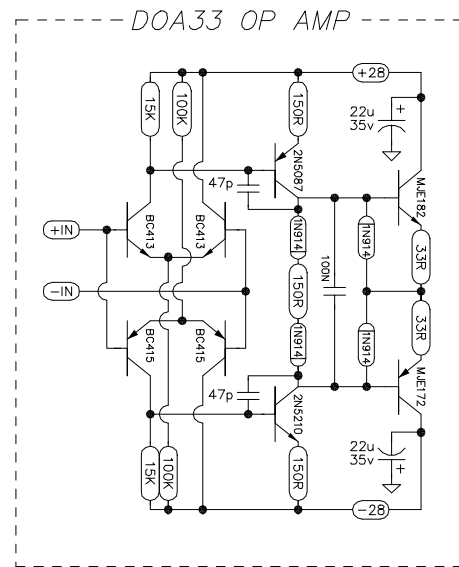 DOA33 OP AMP
+28
15K
100K
150R
22u
35v
+
2N5087
47p
MJE182
+IN
BC413
BC413
1N914
1N914
33R
150R
100N
-IN
BC415
BC415
1N914
1N914
33R
47p
2N5210
MJE172
15K
100K
150R
22u
35v
+
-28